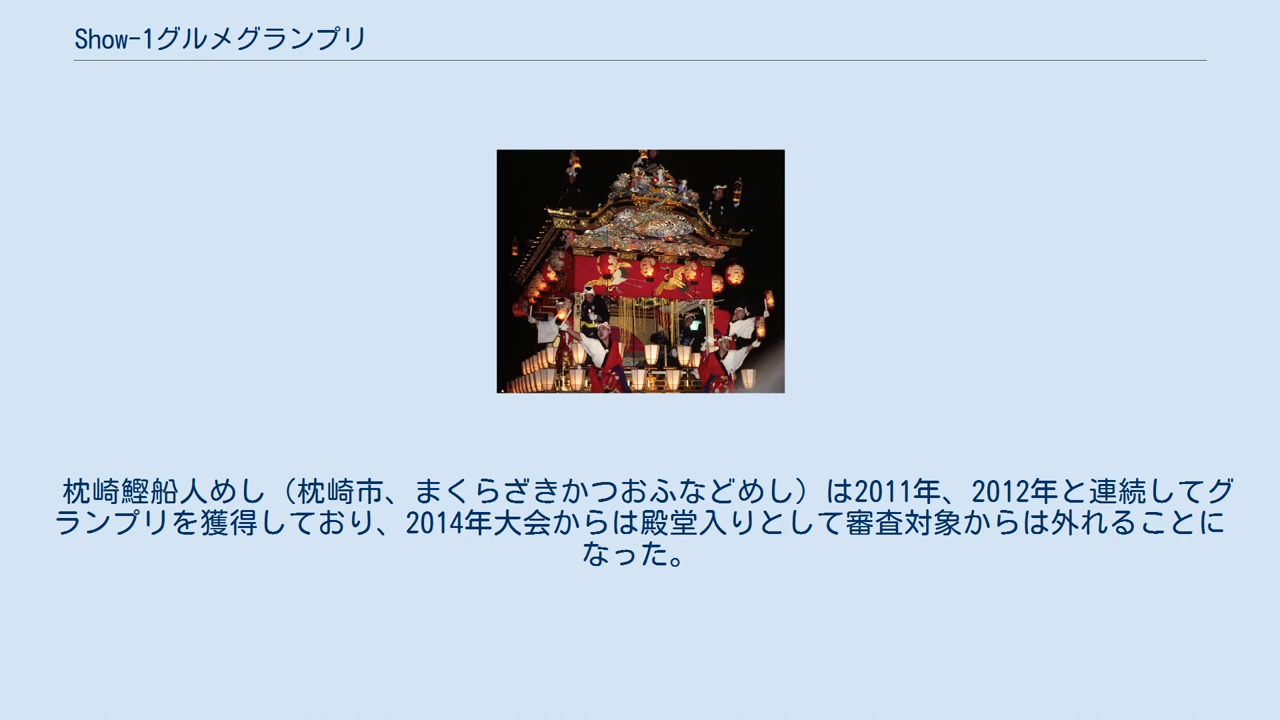 Show-1グルメグランプリ
枕崎鰹船人めし（枕崎市、まくらざきかつおふなどめし）は2011年、2012年と連続してグ
ランプリを獲得しており、2014年大会からは殿堂入りとして審査対象からは外れることに
なった。